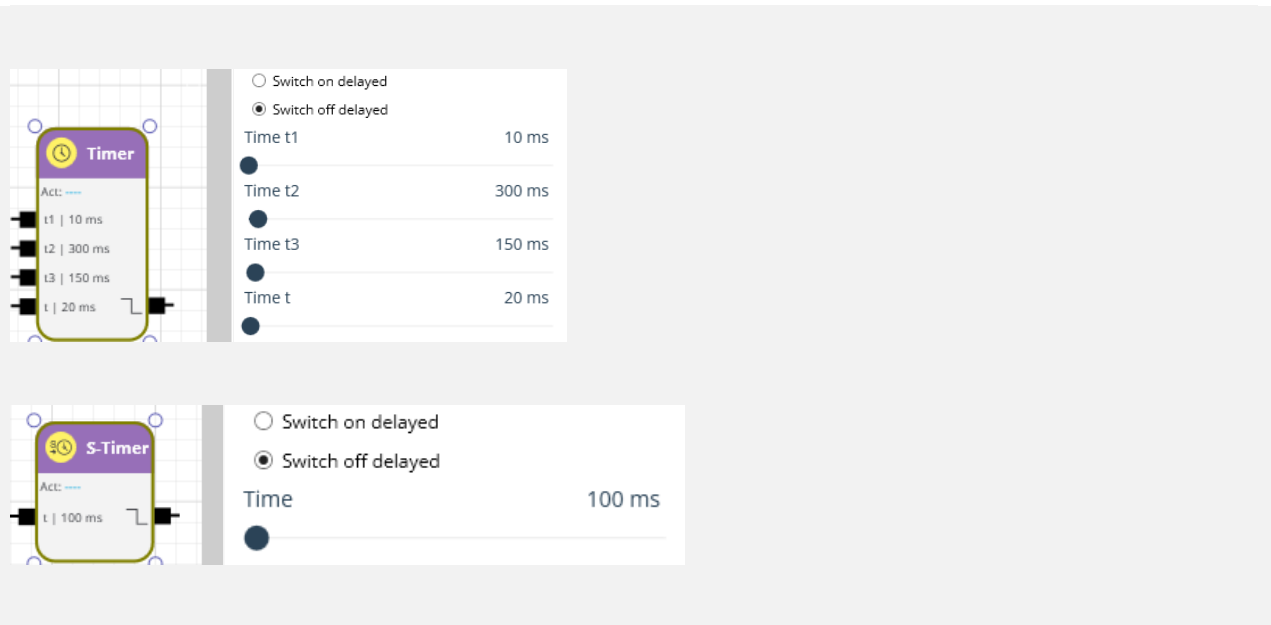 Switch on delayed
Switch off delayed
Timer
Act: ----
t1 | 10 ms
t2 | 300 ms
t3 | 150 ms
t | 20 ms
Time t1 10 ms
Time t2 300 ms
Time t3 150 ms
Time t 20 ms
Switch on delayed
Switch off delayed
S-Timer
Act: ----
t | 100 ms
Time 100 ms